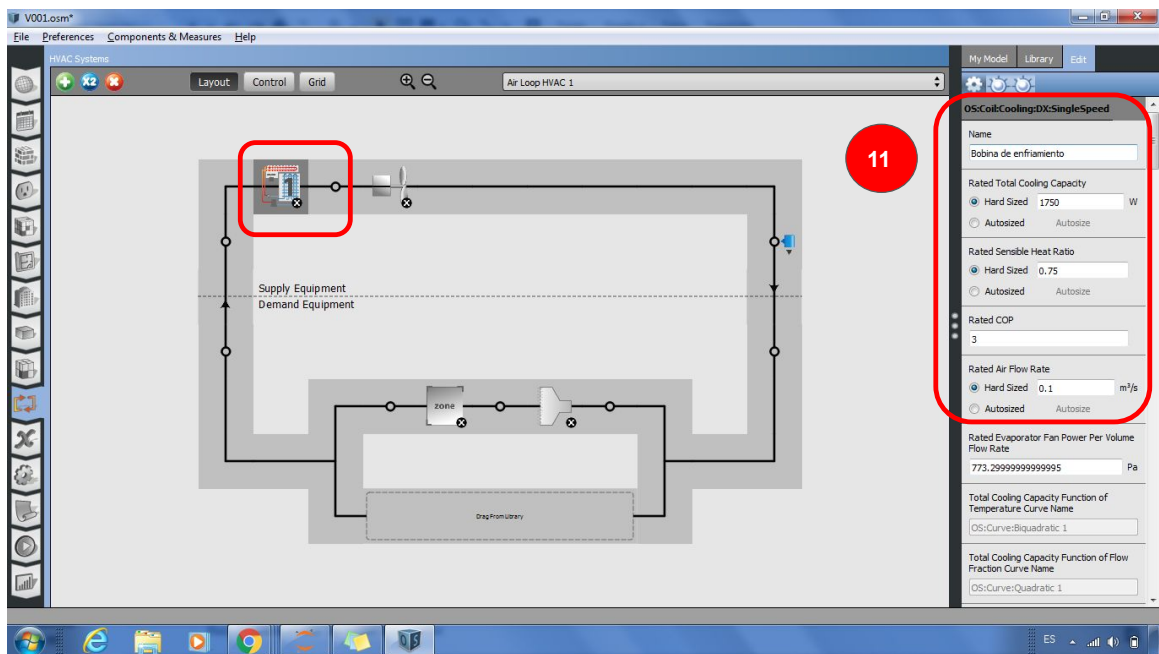 V001.osm*
File Preferences Components & Measures Help
HVAC Systems
My Model Library Edit
x2
Layout Control Grid
Air Loop HVAC 1
OS:Coil:Cooling:DX:SingleSpeed
Name
Bobina de enfriamiento
11
1
Rated Total Cooling Capacity
Hard Sized 1750 W
Autosized Autosize
Rated Sensible Heat Ratio
Hard Sized 0.75
Autosized Autosize
Supply Equipment
Demand Equipment
Rated COP
3
Rated Air Flow Rate
Hard Sized 0.1 m³/s
Autosized Autosize
zone
Rated Evaporator Fan Power Per Volume
Flow Rate
773.29999999999995 Pa
Drag From Library
Total Cooling Capacity Function of
Temperature Curve Name
OS:Curve:Biquadratic 1
Total Cooling Capacity Function of Flow
Fraction Curve Name
OS:Curve:Quadratic 1
OS
ES